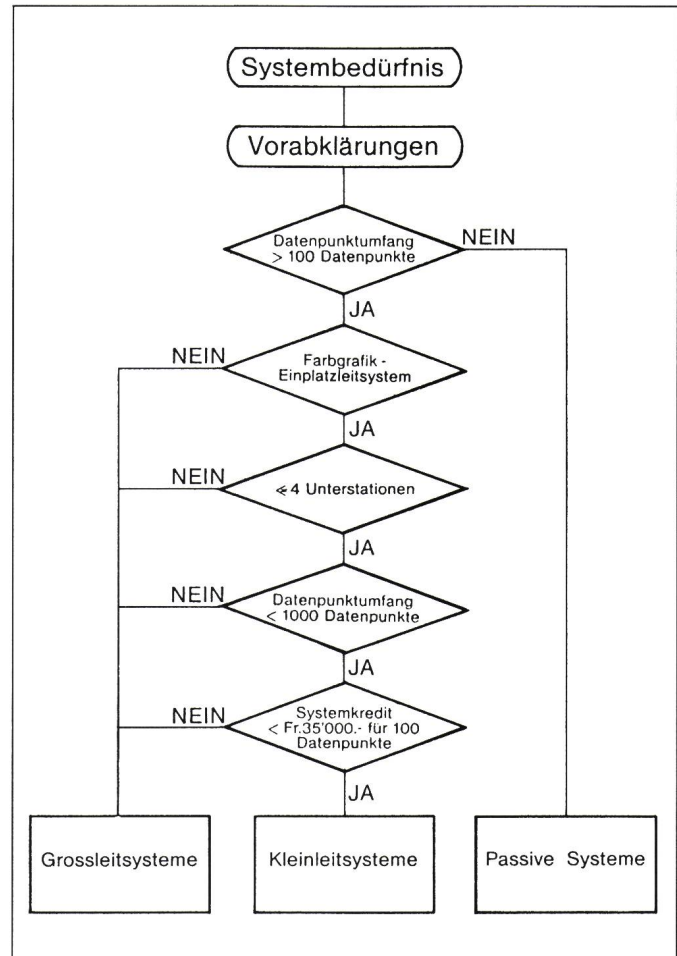 Systembedürfnis
Vorabklärungen
Datenpunktumfang
> 100 Datenpunkte
NEIN
JA
NEIN
Farbgrafik -
Einplatzleitsystem
JA
NEIN
≪ 4 Unterstationen
JA
NEIN
Datenpunktumfang
< 1000 Datenpunkte
JA
NEIN
Systemkredit
< Fr.35'000.- für 100
Datenpunkte
JA
Grossleitsysteme
Kleinleitsysteme
Passive Systeme